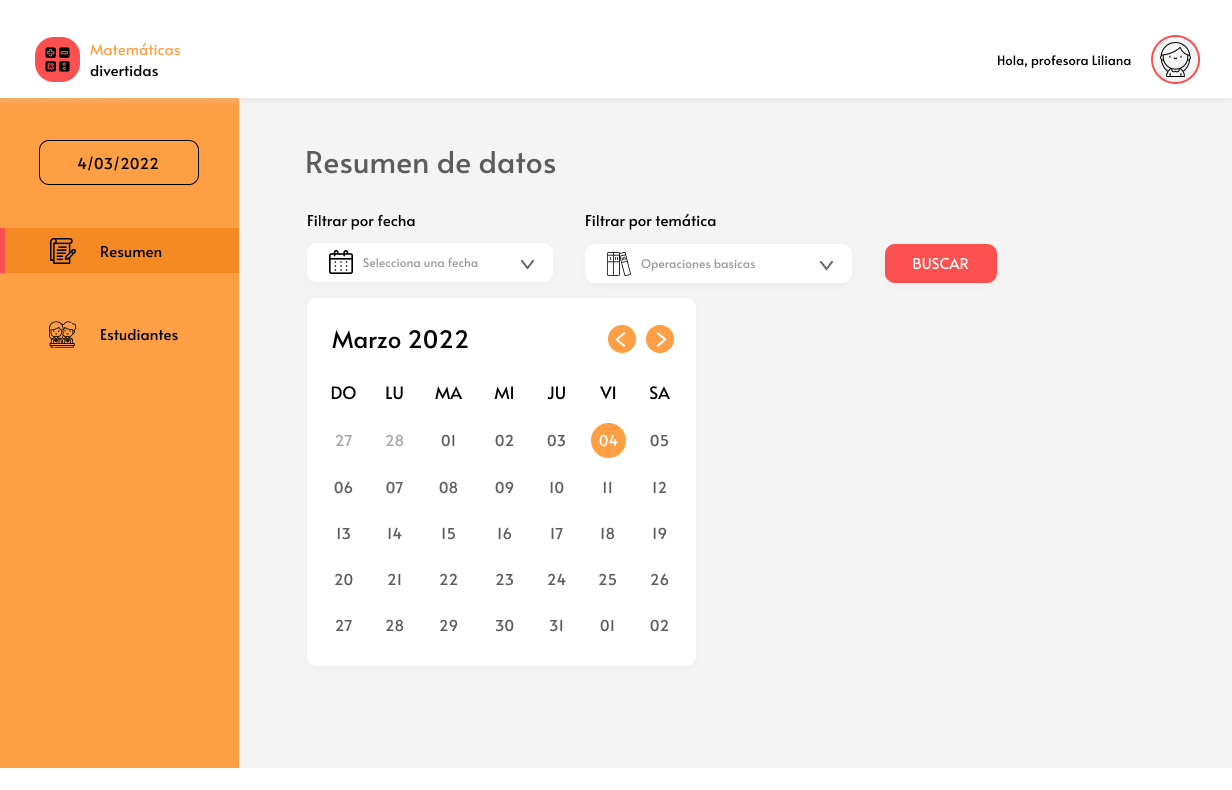 Matemáticas
divertidas
Hola, profesora Liliana
4/03/2022
Resumen
Estudiantes
Resumen de datos
Filtrar por fecha
Filtrar por temática
Selecciona una fecha
Operaciones basicas
BUSCAR
Marzo 2022
DO LU MA MI JU VI SA
27 28 01 02 03 04 05
06 07 08 09 10 11 12
13 14 15 16 17 18 19
20 21 22 23 24 25 26
27 28 29 30 31 01 02